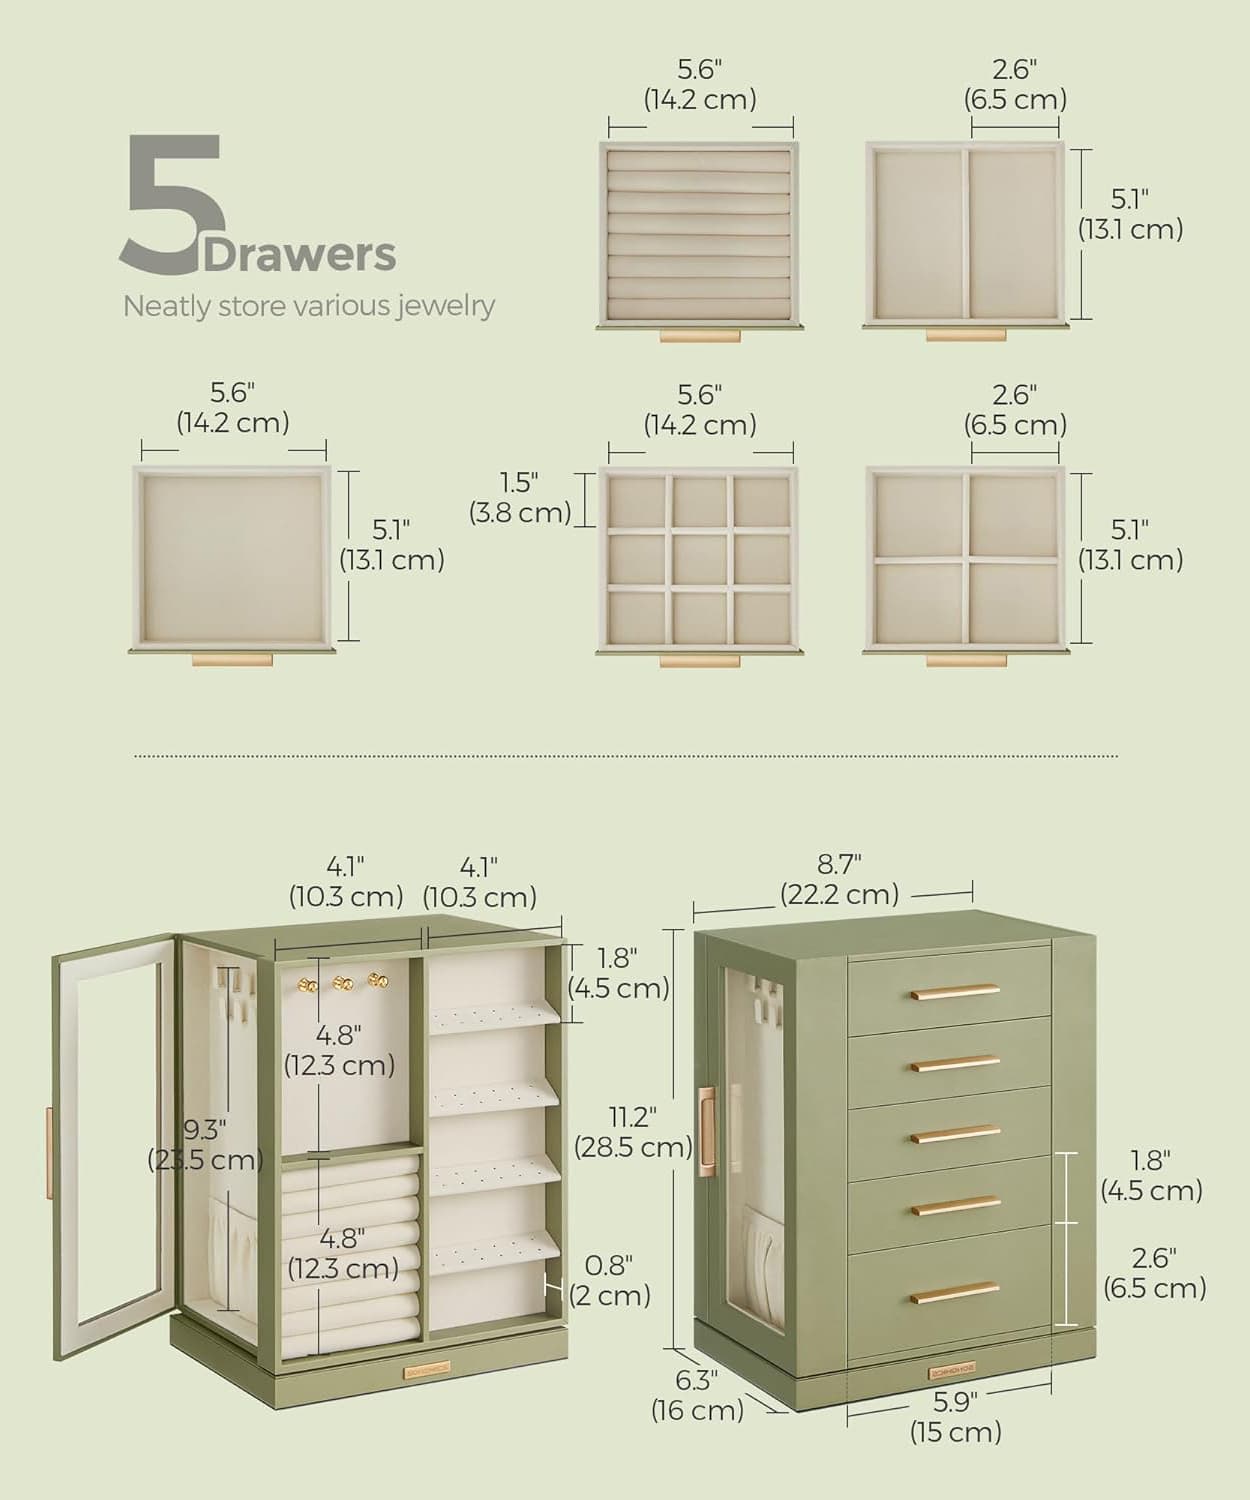 5.6"
(14.2 cm)
2.6"
(6.5 cm)
5 Drawers
Neatly store various jewelry
5.1"
(13.1 cm)
5.6"
(14.2 cm)
5.6"
(14.2 cm)
2.6"
(6.5 cm)
1.5"
(3.8 cm)
5.1"
(13.1 cm)
5.1"
(13.1 cm)
4.1"
(10.3 cm)
4.1"
(10.3 cm)
8.7"
(22.2 cm)
1.8"
(4.5 cm)
4.8"
(12.3 cm)
9.3"
(23.5 cm)
11.2"
(28.5 cm)
1.8"
(4.5 cm)
4.8"
(12.3 cm)
0.8"
(2 cm)
2.6"
(6.5 cm)
6.3"
(16 cm)
5.9"
(15 cm)